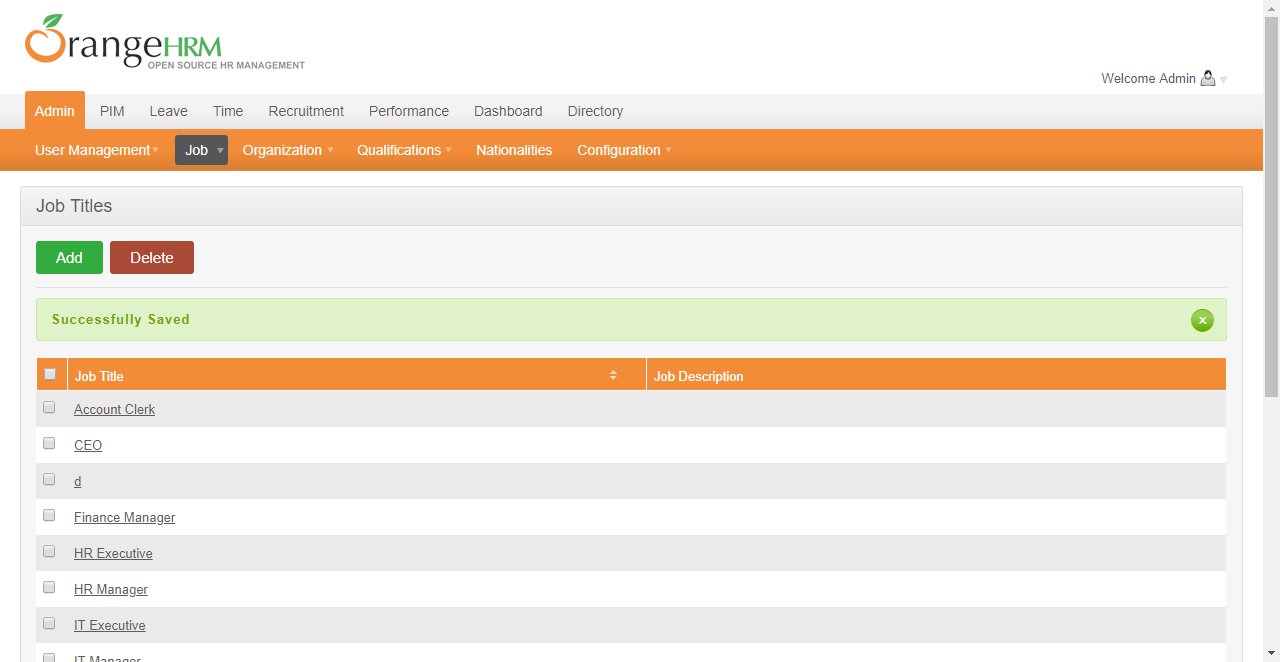 OrangeHRM
OPEN SOURCE HR MANAGEMENT
Welcome Admin
Admin PIM Leave Time Recruitment Performance Dashboard Directory
User Management Job Organization Qualifications Nationalities Configuration
Job Titles
Add Delete
Successfully Saved
x
Job Title Job Description
Account Clerk
CEO
d
Finance Manager
HR Executive
HR Manager
IT Executive
IT Manager